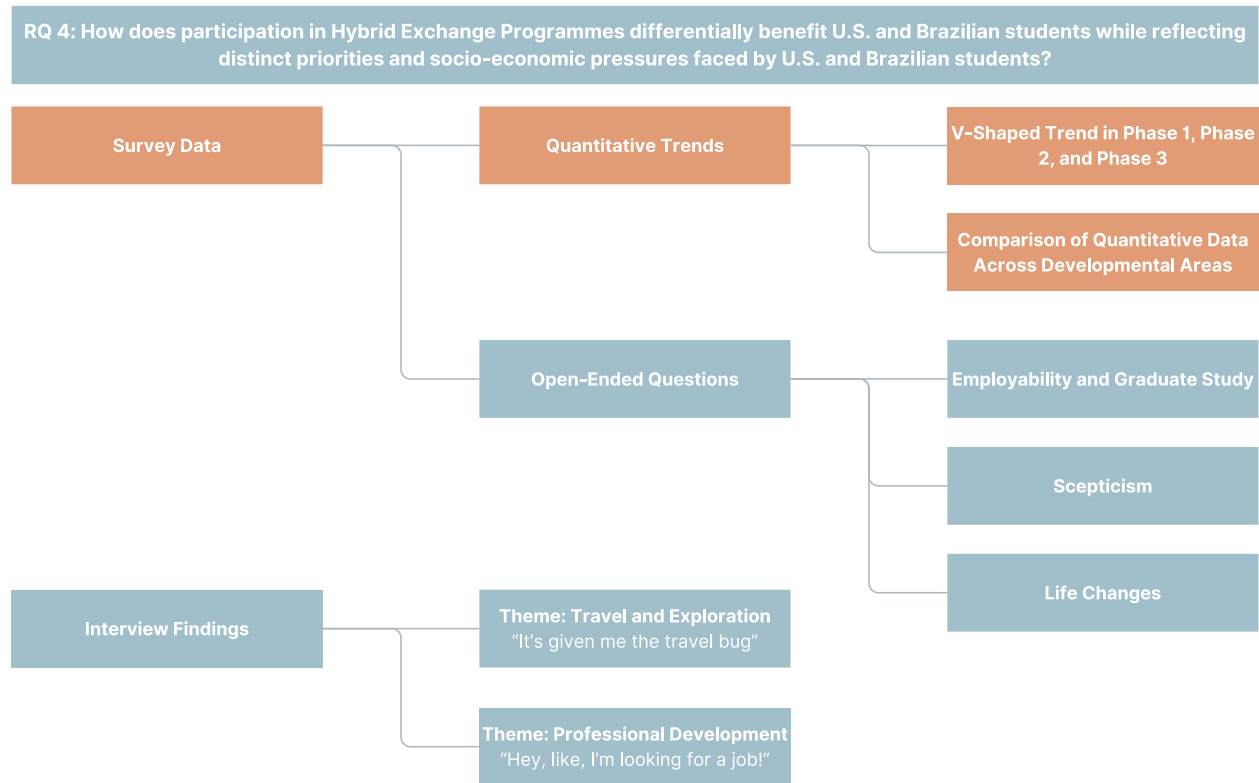 RQ 4: How does participation in Hybrid Exchange Programmes differentially benefit U.S. and Brazilian students while reflecting
distinct priorities and socio-economic pressures faced by U.S. and Brazilian students?
Survey Data
Quantitative Trends
V-Shaped Trend in Phase 1, Phase
2, and Phase 3
Comparison of Quantitative Data
Across Developmental Areas
Open-Ended Questions
Employability and Graduate Study
Scepticism
Life Changes
Interview Findings
Theme: Travel and Exploration
“It’s given me the travel bug”
Theme: Professional Development
“Hey, like, I’m looking for a job!”